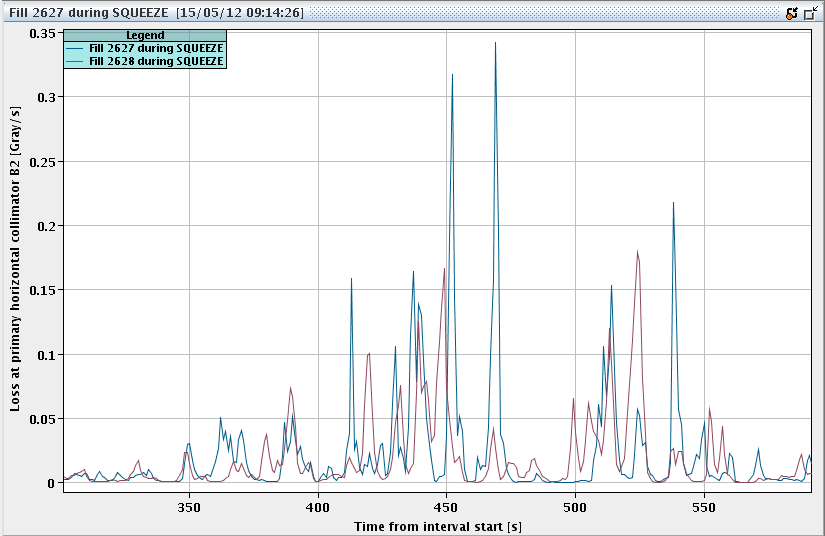 Fill 2627 during SQUEEZE [15/05/12 09:14:26]
Legend
Fill 2627 during SQUEEZE
Fill 2628 during SQUEEZE
Loss at primary horizontal collimator B2 [Gray/s]
0.35
0.3
0.25
0.2
0.15
0.1
0.05
0
350
400
450
500
550
Time from interval start [s]